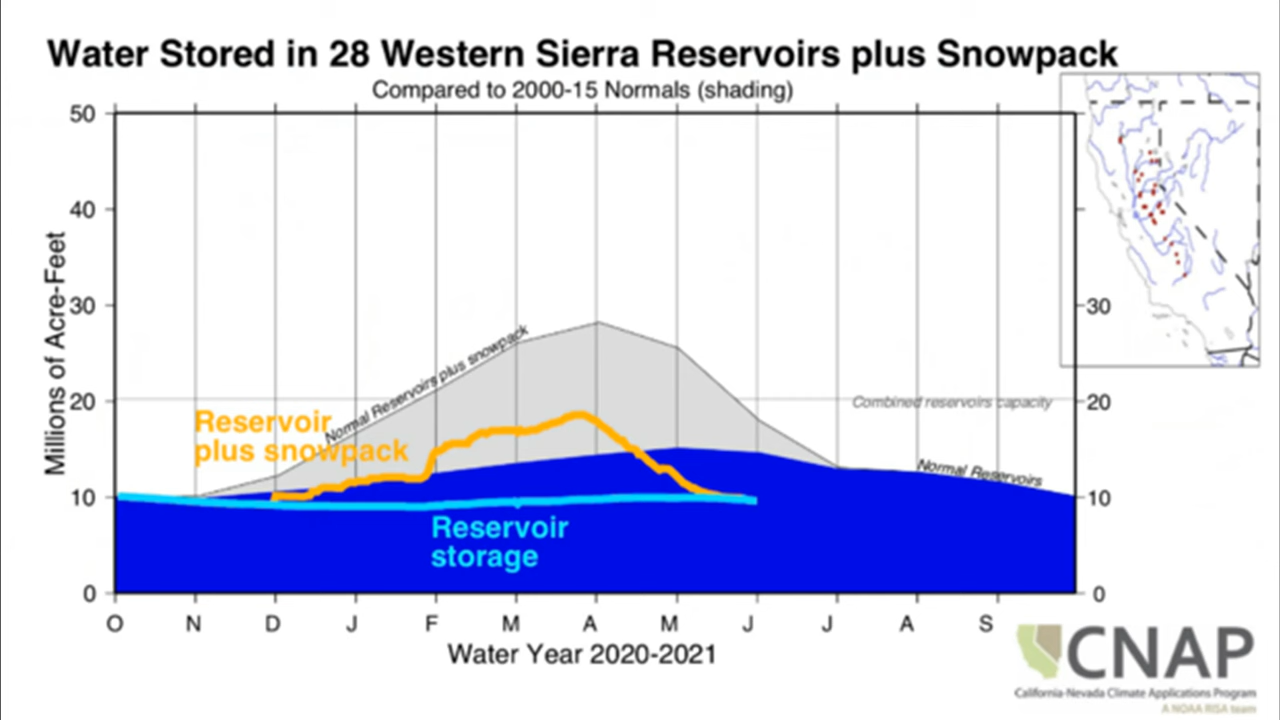 Water Stored in 28 Western Sierra Reservoirs plus Snowpack
Compared to 2000-15 Normals (shading)
50
40
30
20
10
0
Millions of Acre-Feet
Normal Reservoirs plus snowpack
Reservoir
plus snowpack
Combined reservoirs capacity
Normal Reservoirs
Reservoir
storage
30
20
10
0
O N D J F M A M J J A S
Water Year 2020-2021
CNAP
California-Nevada Climate Applications Program
A NOAA RISA team